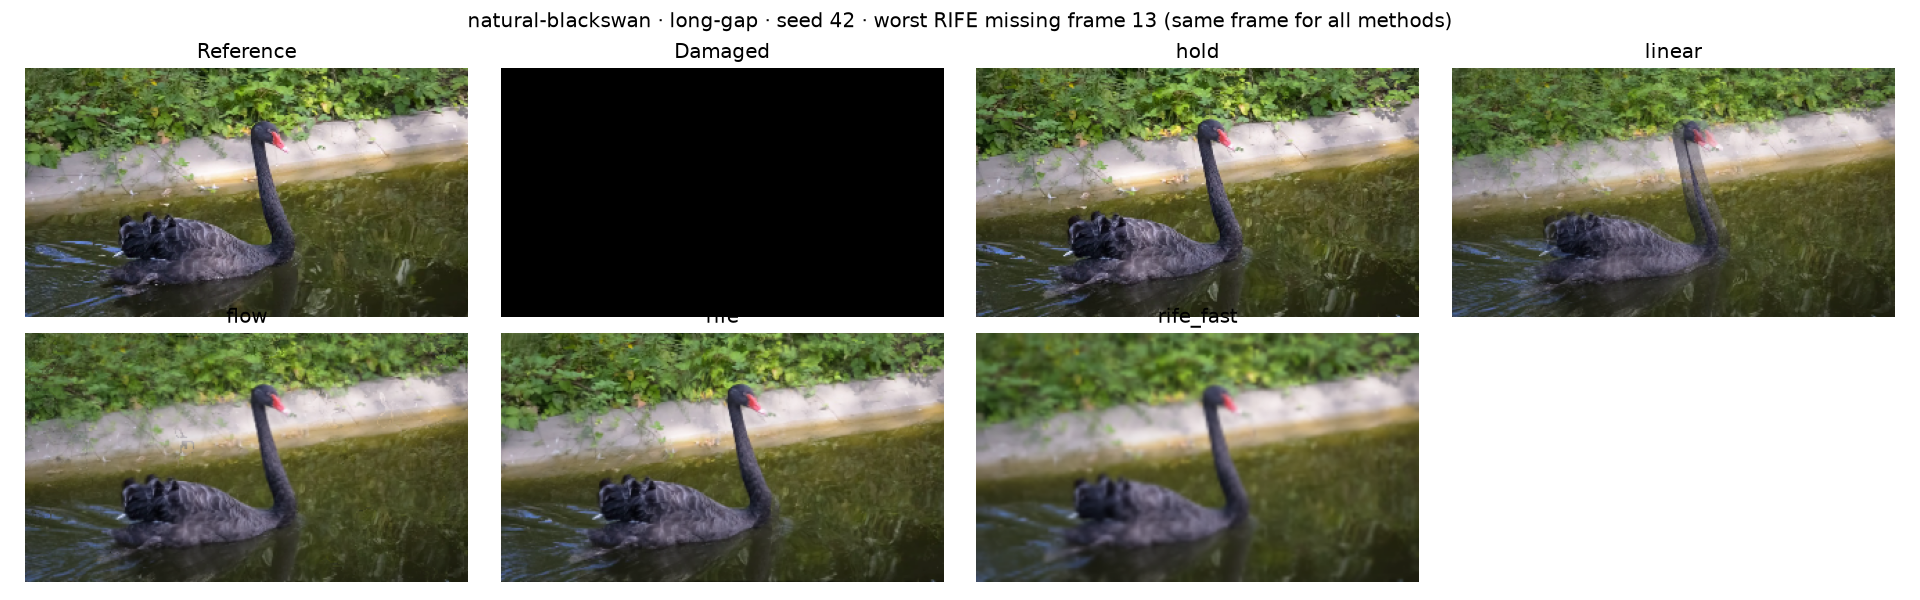 natural-blackswan · long-gap · seed 42 · worst RIFE missing frame 13 (same frame for all methods)
Reference
Damaged
hold
linear
flow
rife
rife_fast